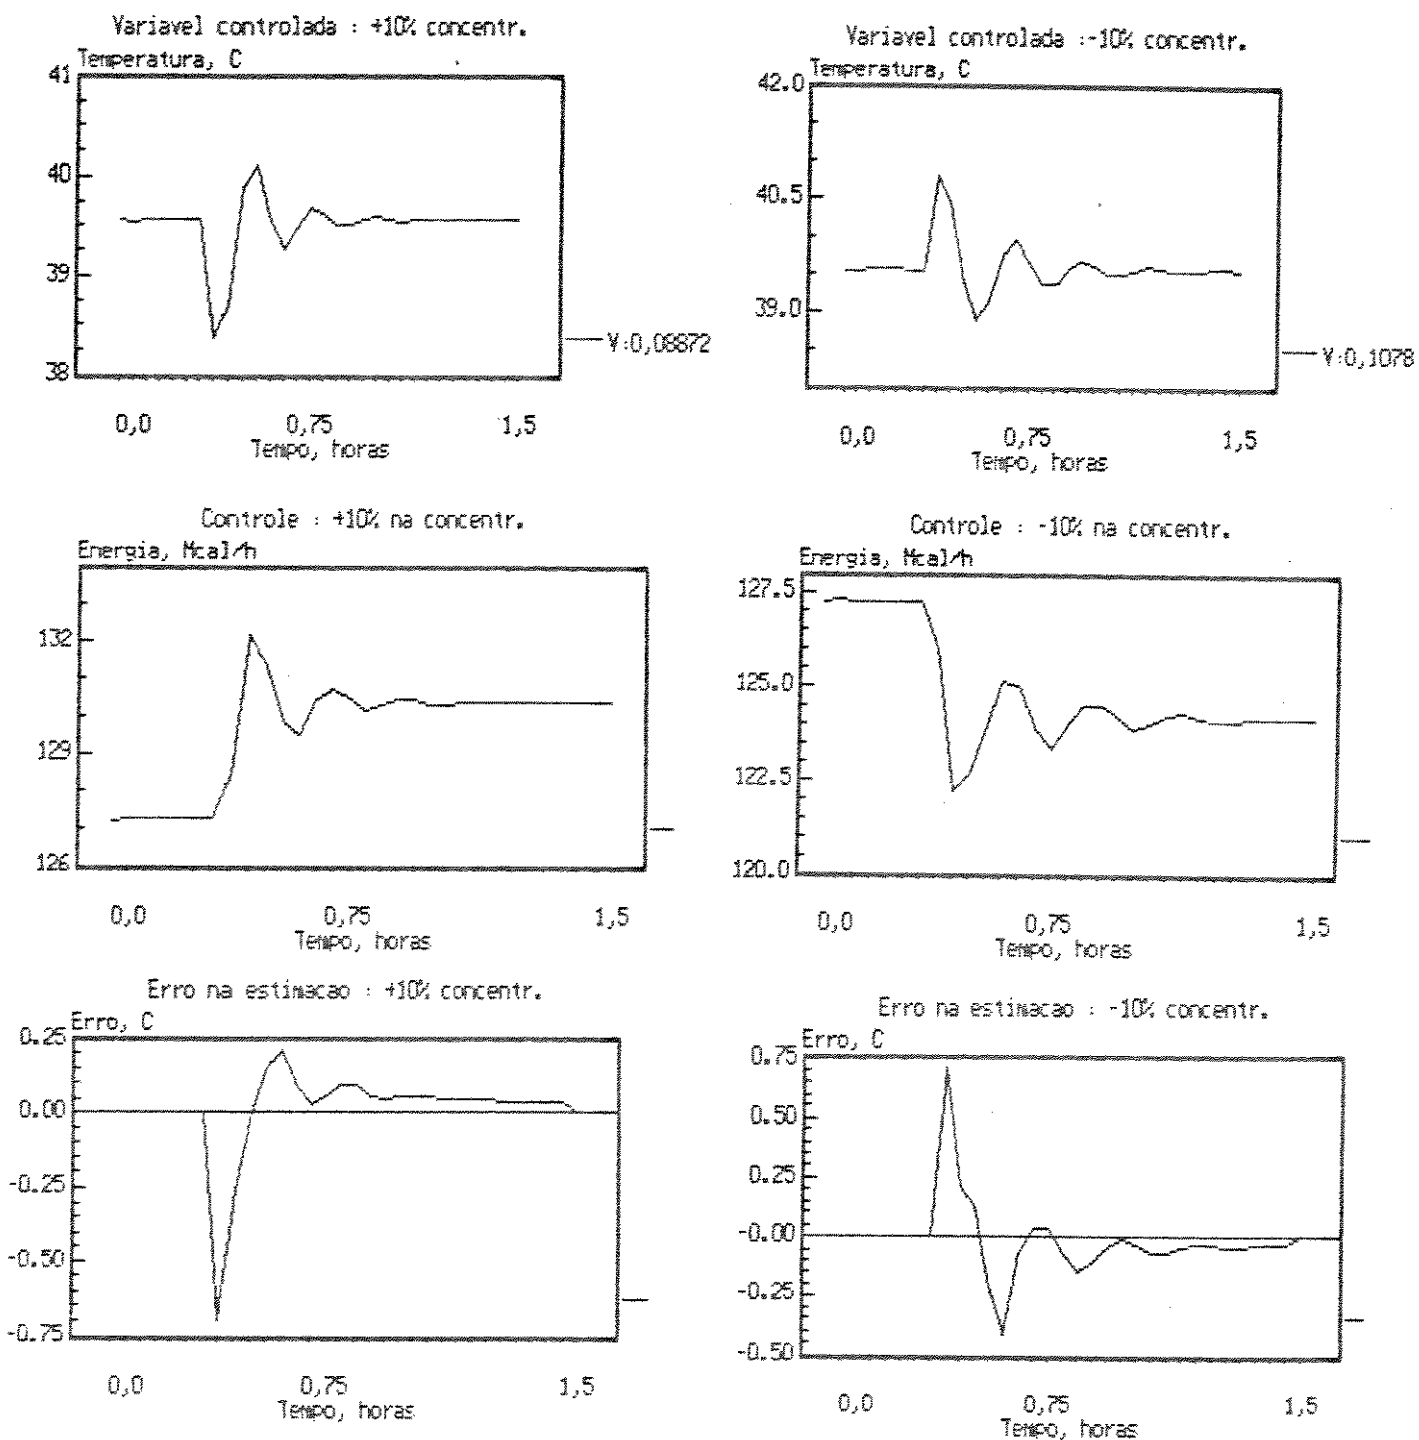 Variavel controlada : +10% concentr.
Temperatura, C
41
40
39
38
V:0,08872
0,0 0,75 1,5
Tempo, horas
Variavel controlada :-10% concentr.
Temperatura, C
42.0
40.5
39.0
V:0,1078
0,0 0,75 1,5
Tempo, horas
Controle : +10% na concentr.
Energia, Mcal/h
132
129
126
0,0 0,75 1,5
Tempo, horas
Controle : -10% na concentr.
Energia, Mcal/h
127.5
125.0
122.5
120.0
0,0 0,75 1,5
Tempo, horas
Erro na estimacao : +10% concentr.
Erro, C
0.25
0.00
-0.25
-0.50
-0.75
0,0 0,75 1,5
Tempo, horas
Erro na estimacao : -10% concentr.
Erro, C
0.75
0.50
0.25
-0.00
-0.25
-0.50
0,0 0,75 1,5
Tempo, horas